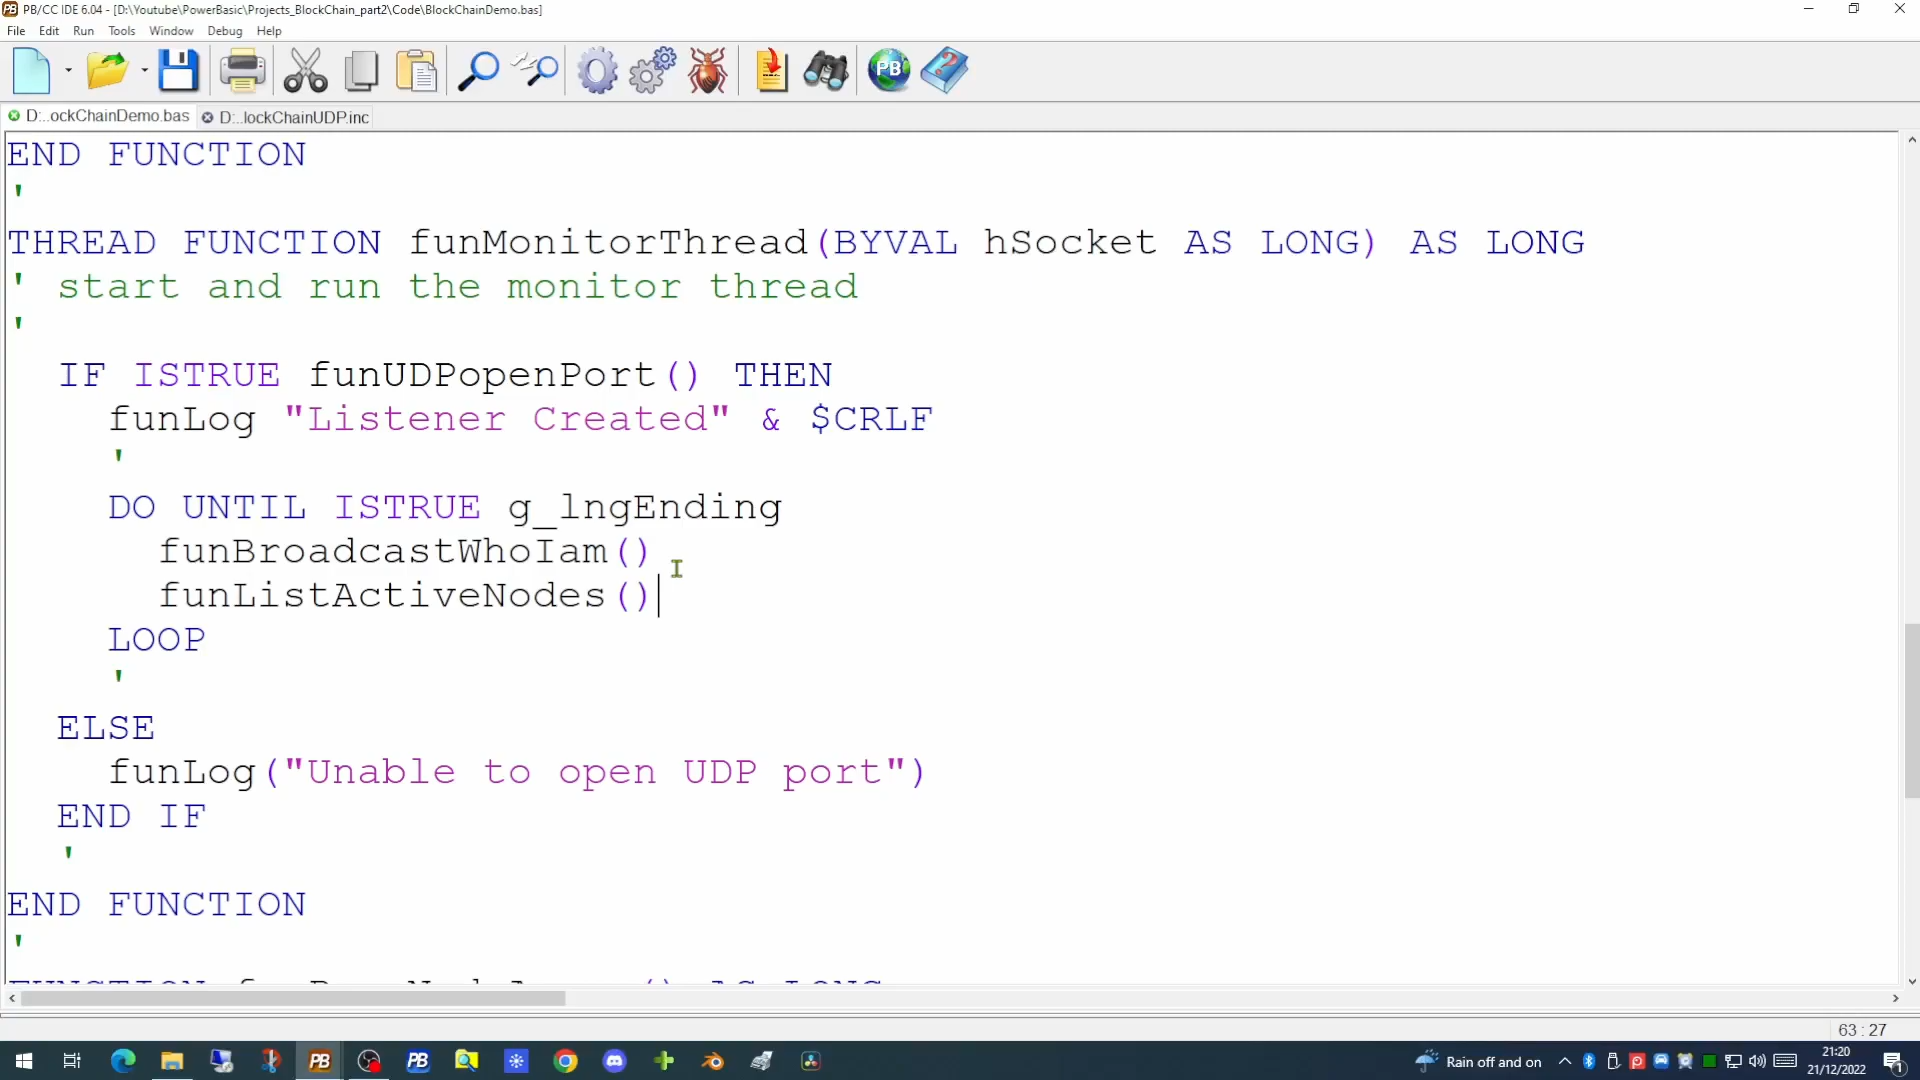 PB/CC IDE 6.04 - [D:\Youtube\PowerBasic\Projects_BlockChain_part2\Code\BlockChainDemo.bas]
File Edit Run Tools Window Debug Help
PB
D:..ockChainDemo.bas D:..lockChainUDP.inc
END FUNCTION
'
THREAD FUNCTION funMonitorThread(BYVAL hSocket AS LONG) AS LONG
' start and run the monitor thread
'
IF ISTRUE funUDPopenPort() THEN
funLog "Listener Created" & $CRLF
'
DO UNTIL ISTRUE g_lngEnding
funBroadcastWhoIam()
funListActiveNodes()
LOOP
'
ELSE
funLog("Unable to open UDP port")
END IF
'
END FUNCTION
'
63 : 27
PB PB Rain off and on 21:20
21/12/2022